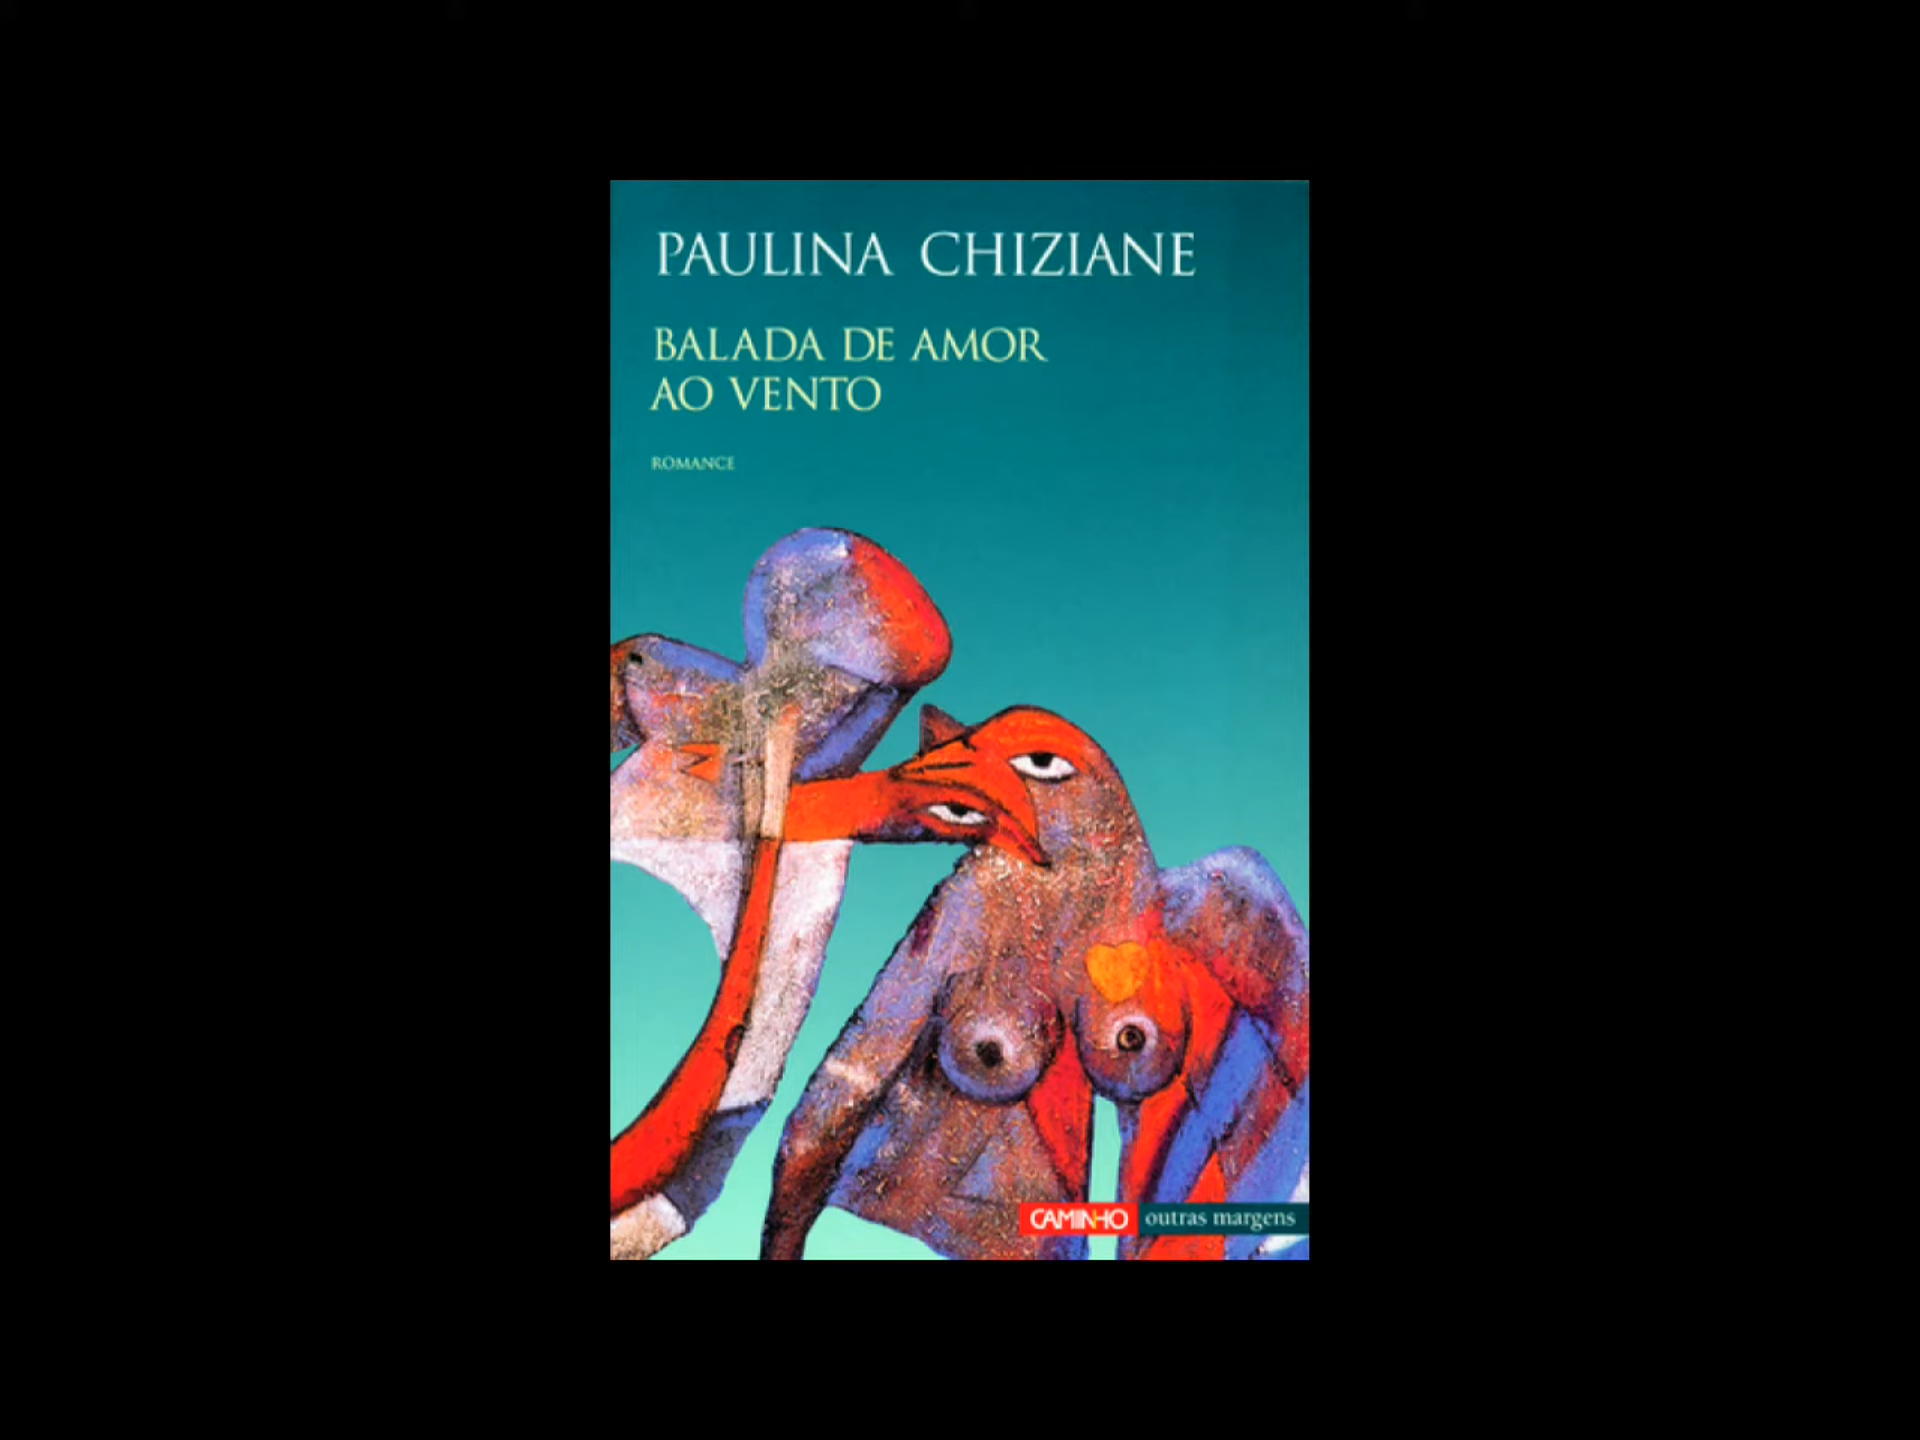 PAULINA CHIZIANE
BALADA DE AMOR
AO VENTO
ROMANCE
CAMINHO outras margens